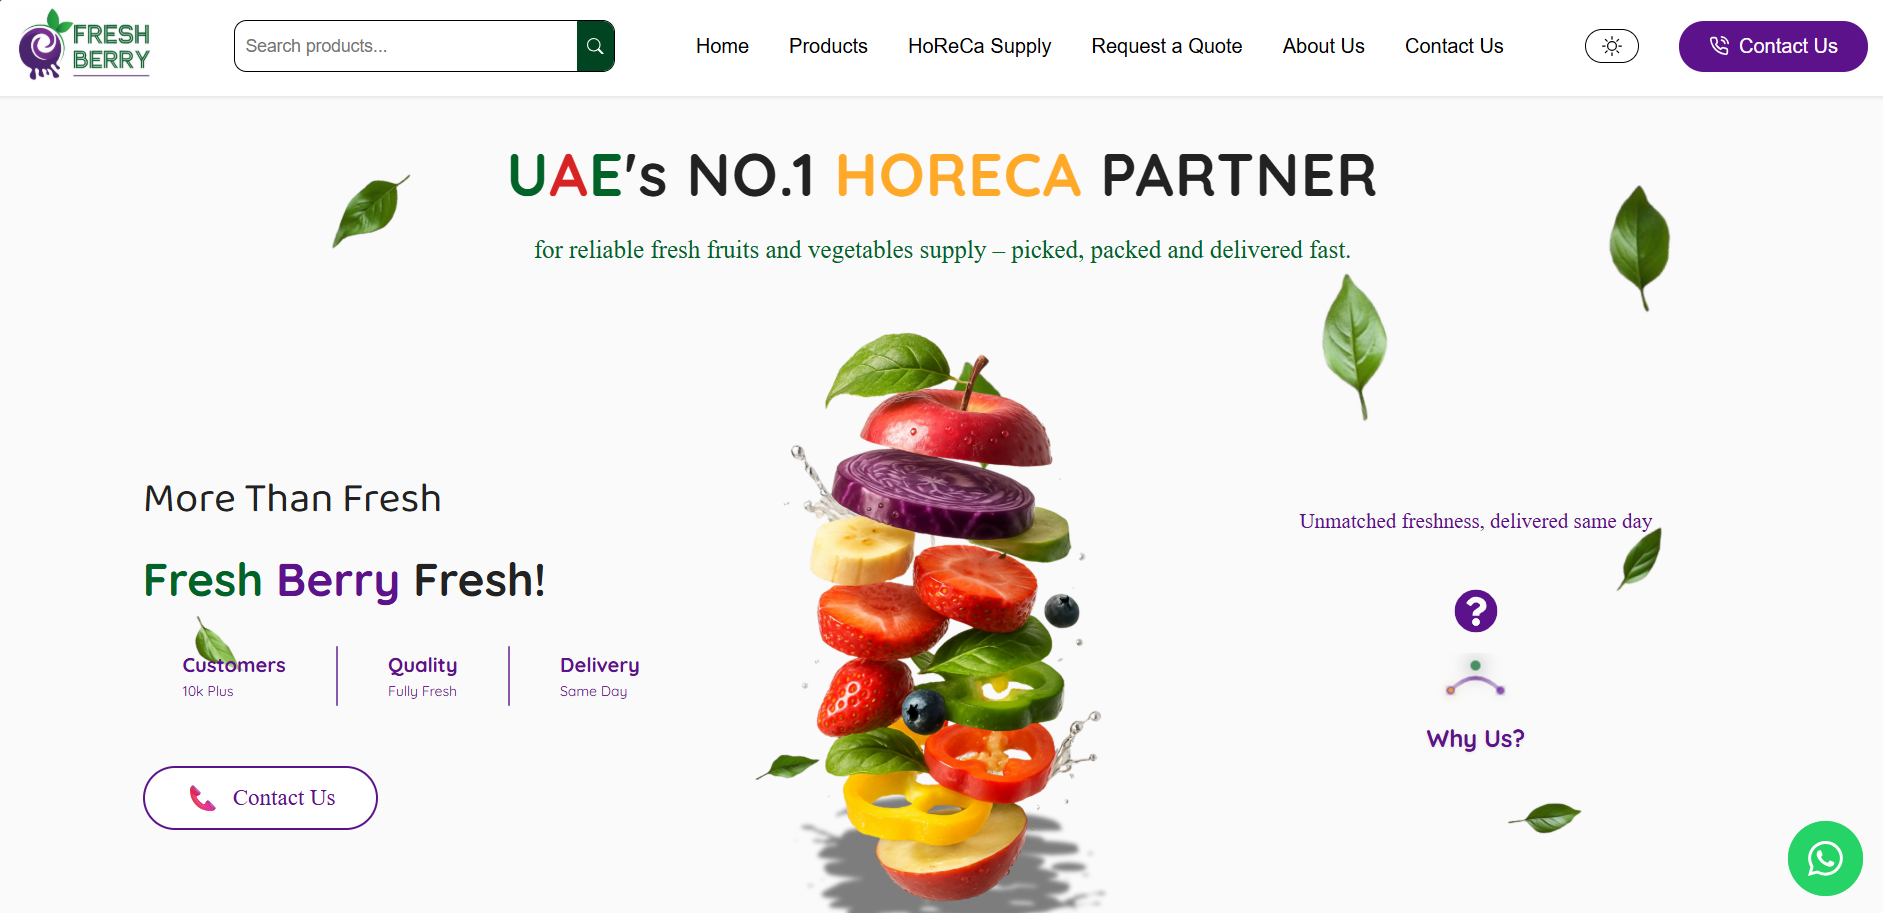 FRESH
BERRY
Search products...
Home
Products
HoReCa Supply
Request a Quote
About Us
Contact Us
Contact Us
UAE's NO.1 HORECA PARTNER
for reliable fresh fruits and vegetables supply – picked, packed and delivered fast.
More Than Fresh
Fresh Berry Fresh!
Customers
10k Plus
Quality
Fully Fresh
Delivery
Same Day
Contact Us
Unmatched freshness, delivered same day
?
Why Us?